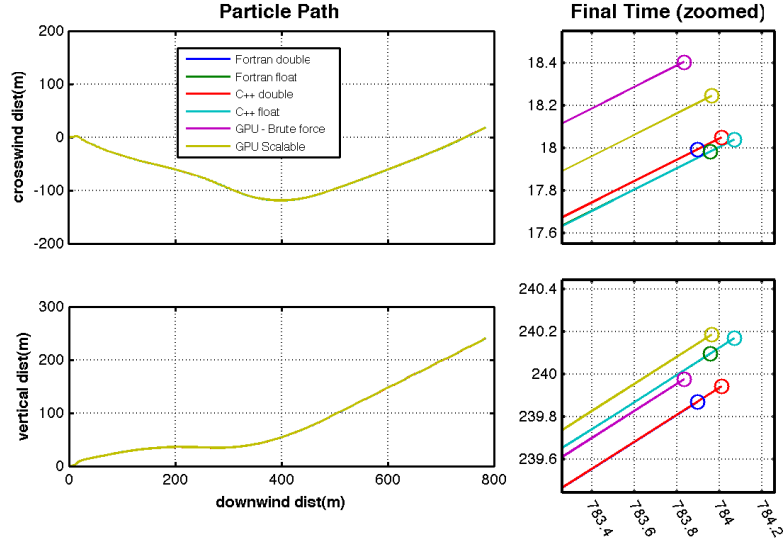 Particle Path
Final Time (zoomed)
crosswind dist(m)
200
100
0
-100
-200
Fortran double
Fortran float
C++ double
C++ float
GPU - Brute force
GPU Scalable
18.4
18.2
18
17.8
17.6
vertical dist(m)
300
200
100
0
0
200
400
600
800
downwind dist(m)
240.4
240.2
240
239.8
239.6
783.4
783.6
783.8
784
784.2